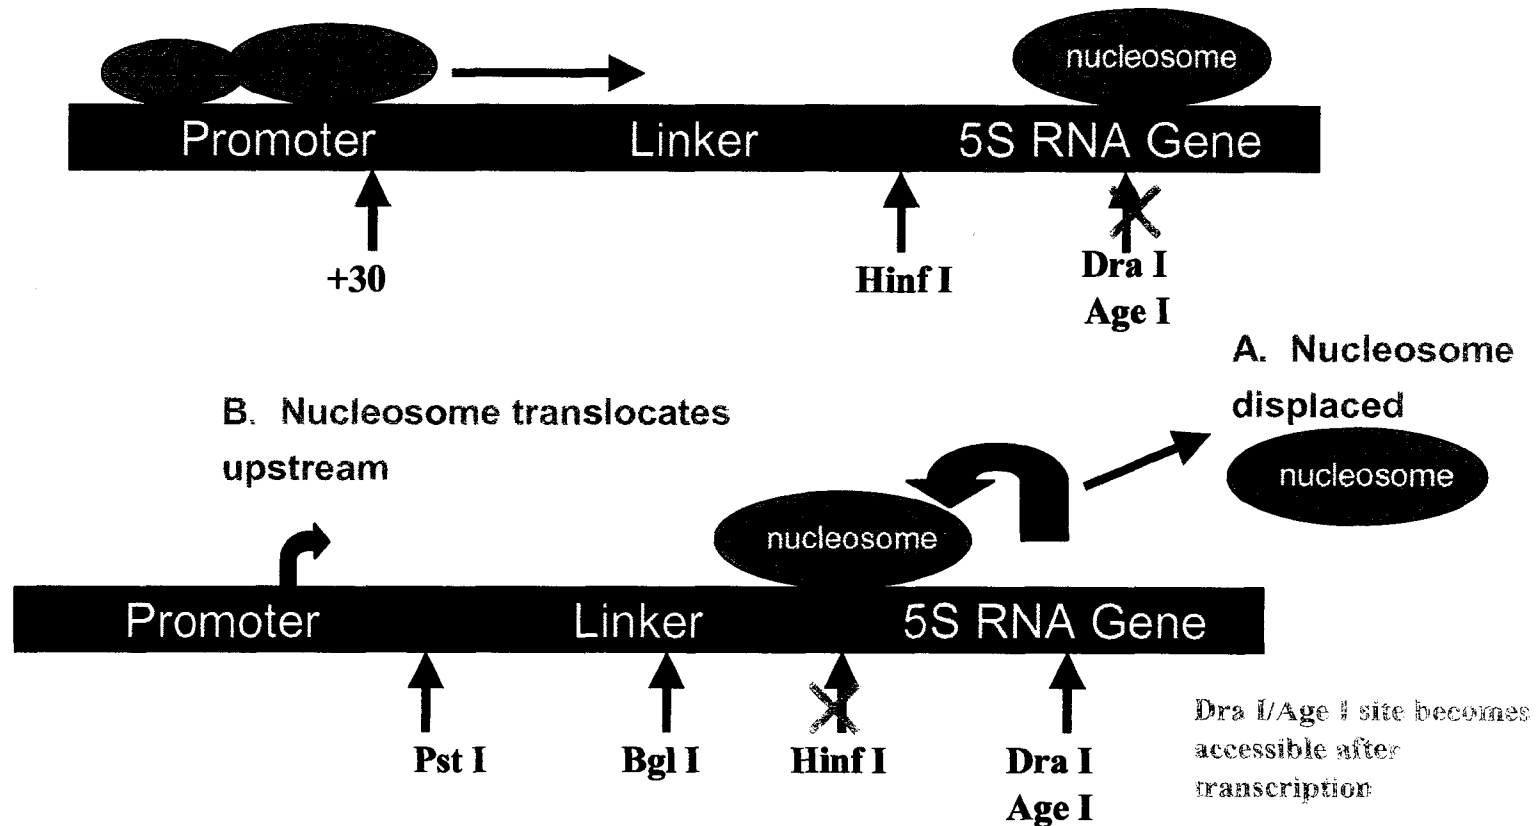 nucleosome
Promoter Linker 5S RNA Gene
+30 Hinf I Dra I
Age I
A. Nucleosome
displaced
B. Nucleosome translocates
upstream
nucleosome
nucleosome
Promoter Linker 5S RNA Gene
Pst I Bgl I Hinf I Dra I
Age I
Dra I/Age I site becomes
accessible after
transcription